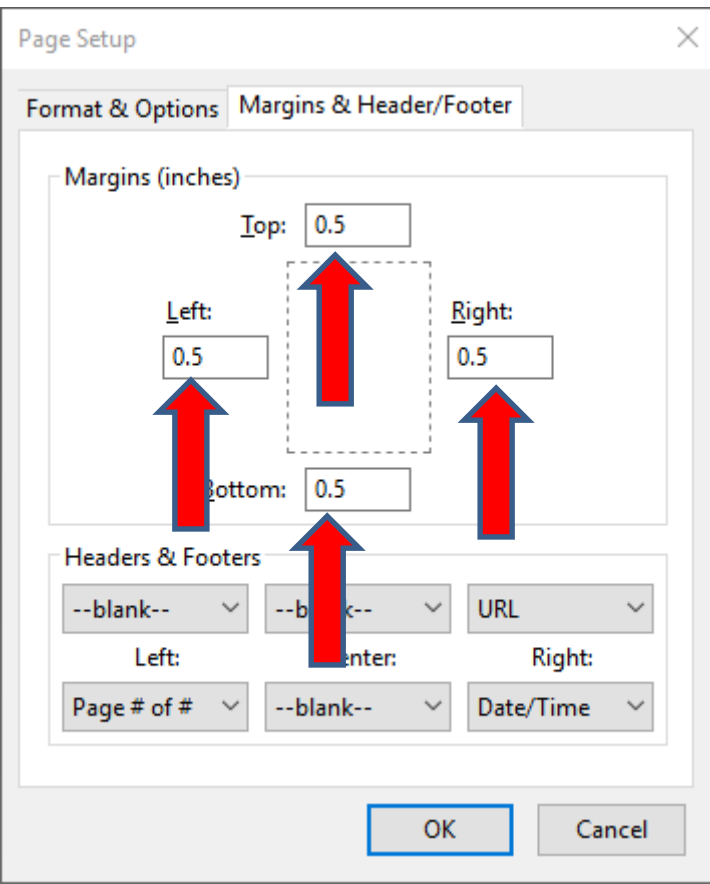 Page Setup
Format & Options Margins & Header/Footer
Margins (inches)
Top: 0.5
Left: Right:
0.5 0.5
0.5
Headers & Footers
--blank-- URL
Left: Right:
Page # of # --blank-- Date/Time
OK Cancel